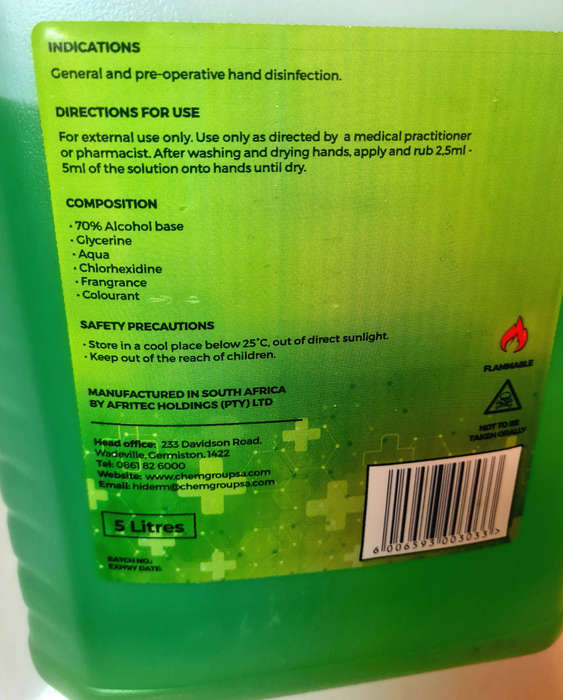 INDICATIONS
General and pre-operative hand disinfection.
DIRECTIONS FOR USE
For external use only. Use only as directed by a medical practitioner
or pharmacist. After washing and drying hands, apply and rub 2,5ml -
5ml of the solution onto hands until dry.
COMPOSITION
• 70% Alcohol base
• Glycerine
• Aqua
• Chlorhexidine
• Frangrance
• Colourant
SAFETY PRECAUTIONS
• Store in a cool place below 25°C, out of direct sunlight.
• Keep out of the reach of children.
FLAMMABLE
NOT TO BE
TAKEN ORALLY
MANUFACTURED IN SOUTH AFRICA
BY AFRITEC HOLDINGS (PTY) LTD
Head office: 233 Davidson Road,
Wadeville, Germiston, 1422
Tel: 0861 82 6000
Website: www.chemgroupsa.com
Email: hiderm@chemgroupsa.com
5 Litres
BATCH NO.:
EXPIRY DATE:
6 006593 003033 >